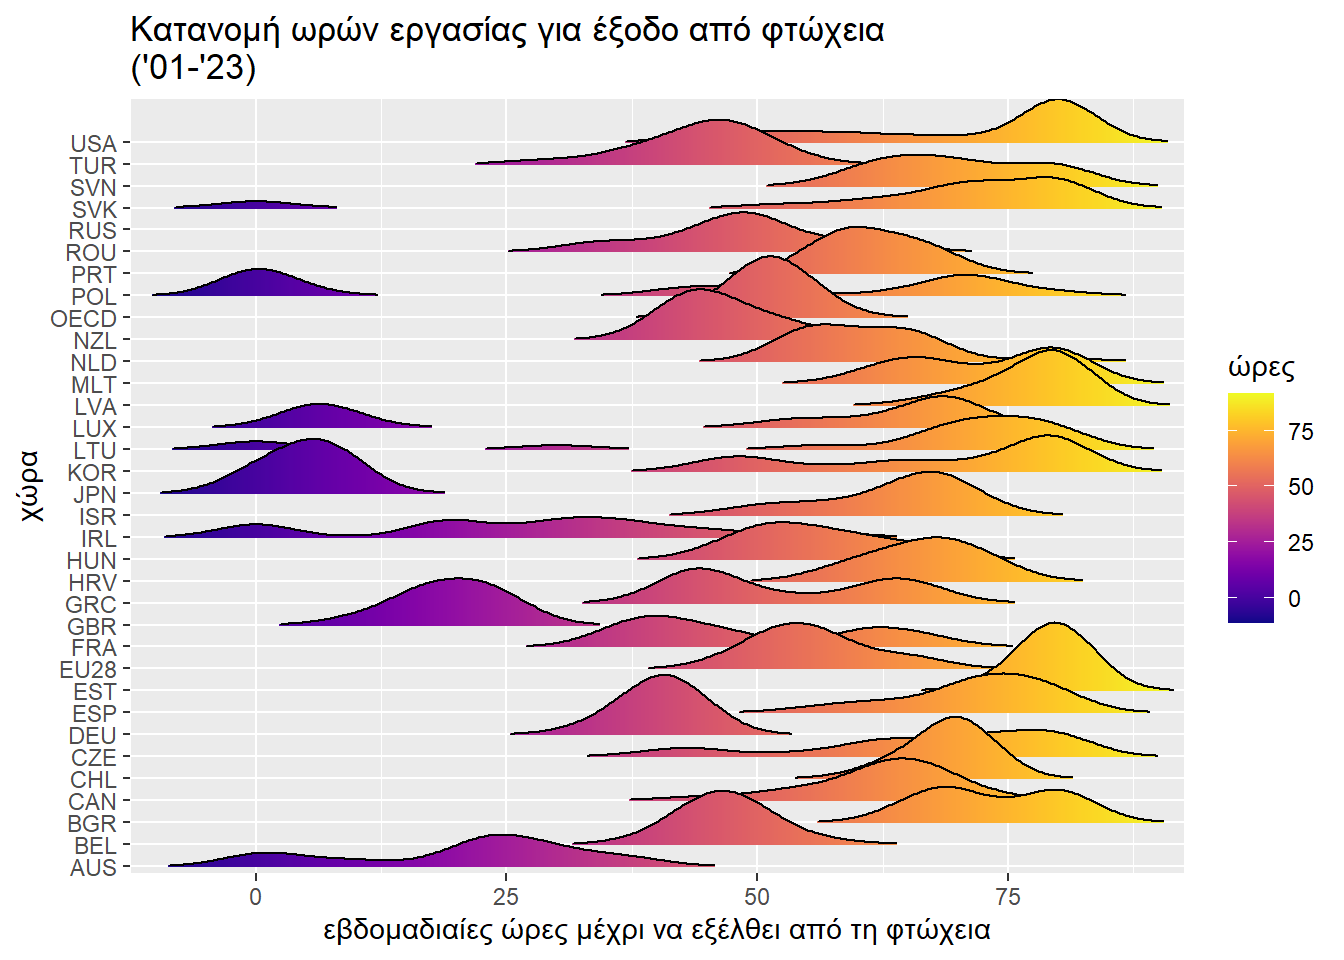 Κατανομή ωρών εργασίας για έξοδο από φτώχεια
('01-'23)
USA
TUR
SVN
SVK
RUS
ROU
PRT
POL
OECD
NZL
NLD
MLT
LVA
LUX
LTU
KOR
JPN
ISR
IRL
HUN
HRV
GRC
GBR
FRA
EU28
EST
ESP
DEU
CZE
CHL
CAN
BGR
BEL
AUS
χώρα
0 25 50 75
εβδομαδιαίες ώρες μέχρι να εξέλθει από τη φτώχεια
ώρες
75
50
25
0